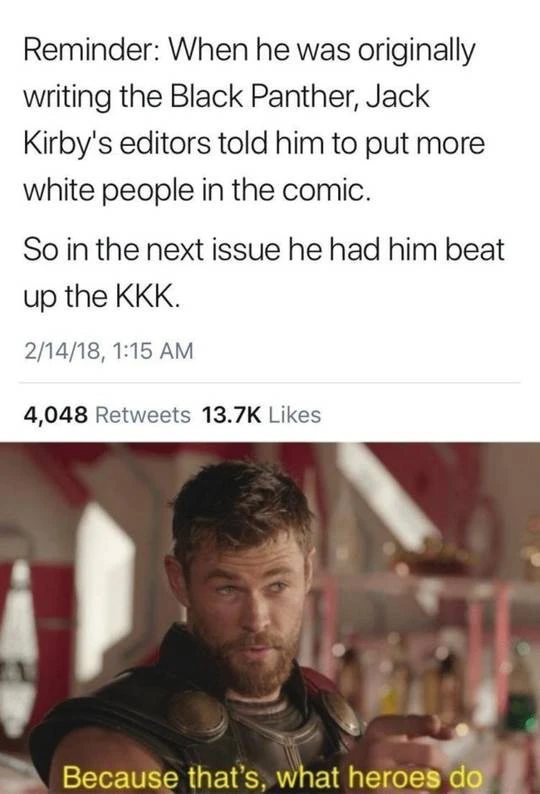 Reminder: When he was originally
writing the Black Panther, Jack
Kirby's editors told him to put more
white people in the comic.
So in the next issue he had him beat
up the KKK.
2/14/18, 1:15 AM
4,048 Retweets 13.7K Likes
Because that's, what heroes do